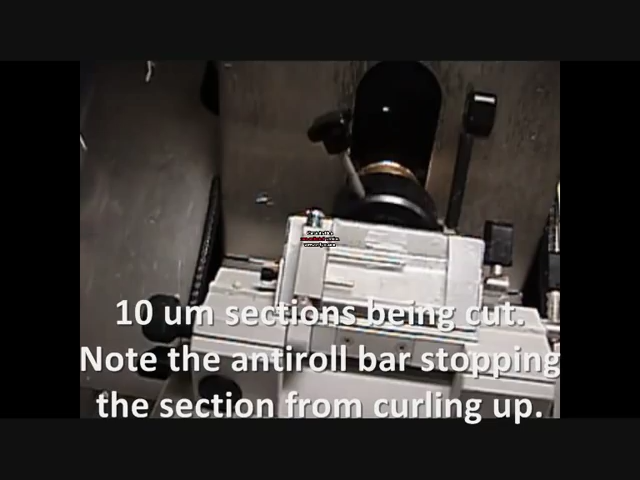 10 um sections being cut.
Note the antiroll bar stopping
the section from curling up.